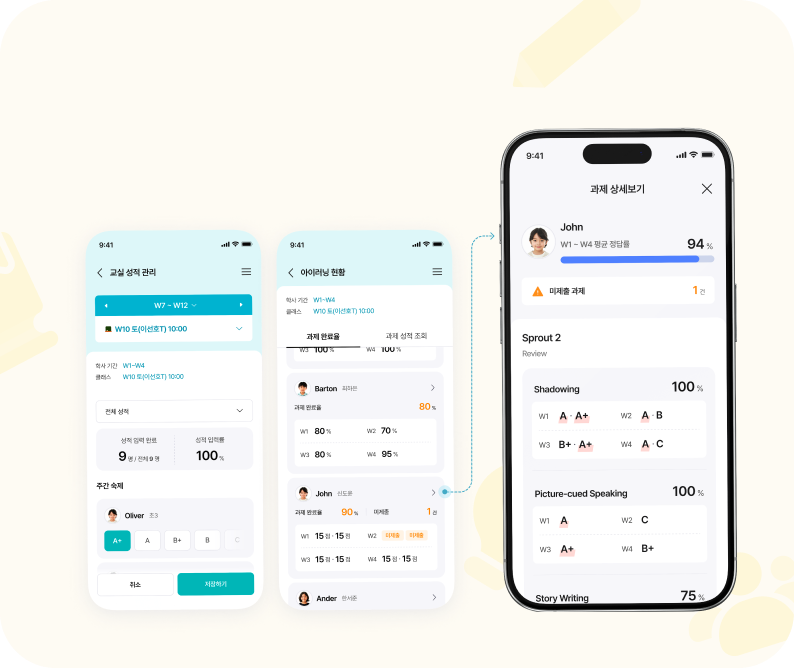 9:41
교실 성적 관리
W7 ~ W12
W10 토(이선호T) 10:00
학사 기간 W1~W4
클래스 W10 토(이선호T) 10:00
전체 성적
성적 입력 완료 성적 입력률
9 명 / 전체 9 명 100 %
주간 숙제
Oliver 초3
A+ A B+ B C
취소 저장하기
9:41
아이러닝 현황
학사 기간 W1~W4
클래스 W10 토(이선호T) 10:00
과제 완료율 과제 성적 조회
W3 100 % W4 100 %
Barton
과제 완료율 80 %
W1 80 % W2 70 %
W3 80 % W4 95 %
John 신도윤
과제 완료율 90 % 미제출 1 건
W1 15 점 · 15 점 W2 미제출 미제출
W3 15 점 · 15 점 W4 15 점 · 15 점
Ander 한서준
9:41
과제 상세보기
John
W1 ~ W4 평균 정답률 94 %
미제출 과제 1 건
Sprout 2
Review
Shadowing 100 %
W1 A · A+ W2 A · B
W3 B+ · A+ W4 A · C
Picture-cued Speaking 100 %
W1 A W2 C
W3 A+ W4 B+
Story Writing 75 %